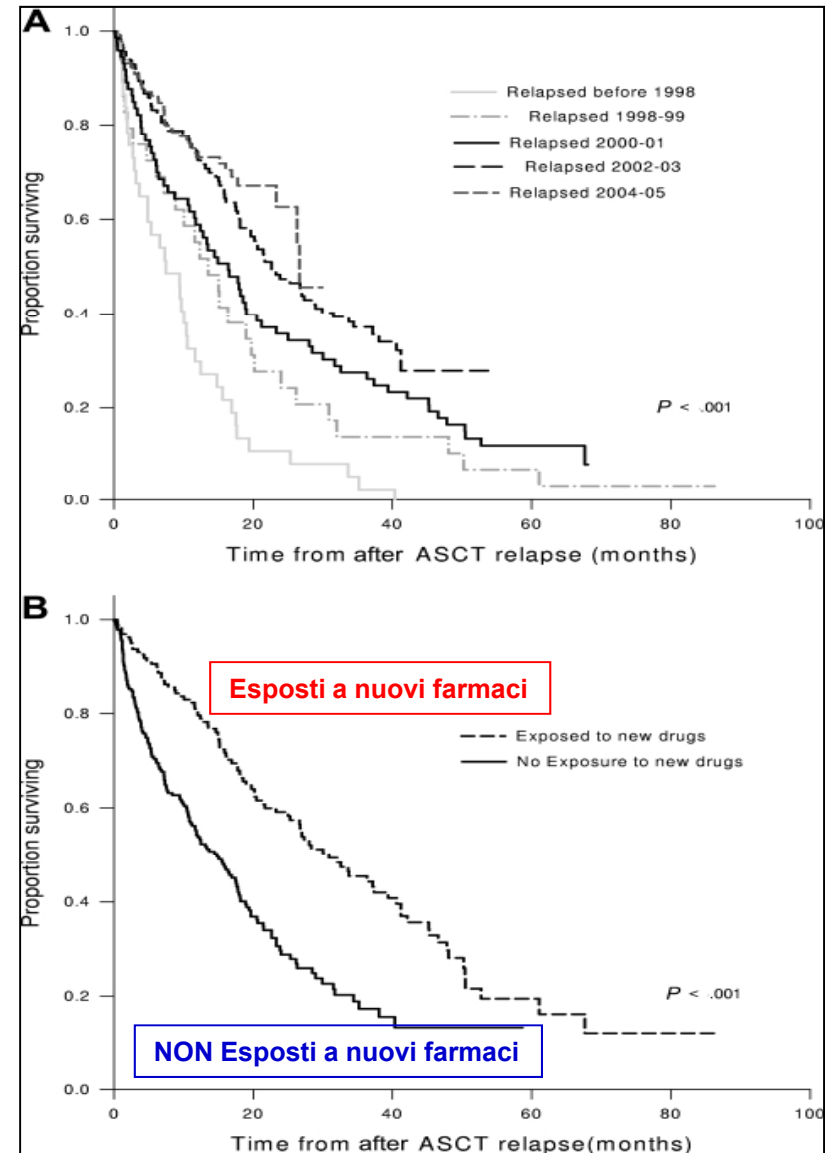 A
1.0
0.8
0.6
0.4
0.2
0.0
Proportion survivng
Relapsed before 1998
Relapsed 1998-99
Relapsed 2000-01
Relapsed 2002-03
Relapsed 2004-05
P < .001
0 20 40 60 80 100
Time from after ASCT relapse (months)
B
1.0
0.8
0.6
0.4
0.2
0.0
Proportion surviving
Esposti a nuovi farmaci
Exposed to new drugs
No Exposure to new drugs
P < .001
NON Esposti a nuovi farmaci
0 20 40 60 80 100
Time from after ASCT relapse(months)